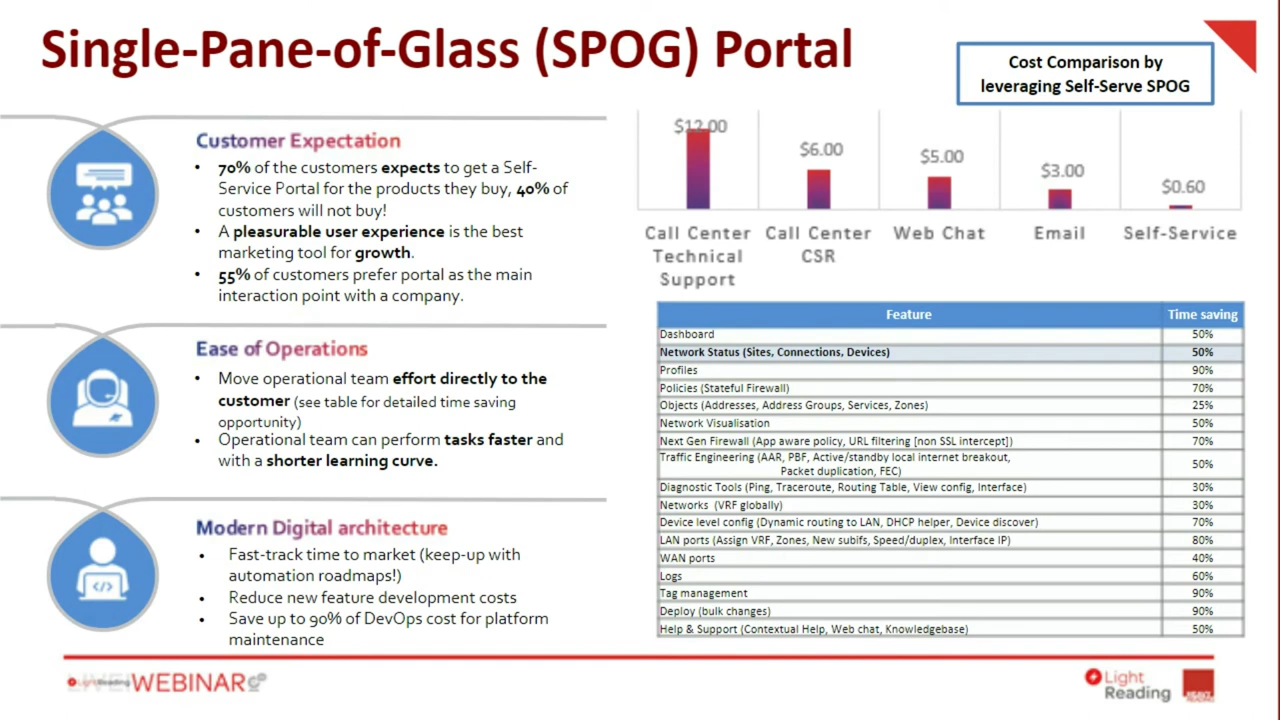 Single-Pane-of-Glass (SPOG) Portal
Cost Comparison by
leveraging Self-Serve SPOG
Customer Expectation
• 70% of the customers expects to get a Self-
Service Portal for the products they buy, 40% of
customers will not buy!
• A pleasurable user experience is the best
marketing tool for growth.
• 55% of customers prefer portal as the main
interaction point with a company.
Ease of Operations
• Move operational team effort directly to the
customer (see table for detailed time saving
opportunity)
• Operational team can perform tasks faster and
with a shorter learning curve.
Modern Digital architecture
• Fast-track time to market (keep-up with
automation roadmaps!)
• Reduce new feature development costs
• Save up to 90% of DevOps cost for platform
maintenance
$12.00 $6.00 $5.00 $3.00 $0.60
Call Center Call Center Web Chat Email Self-Service
Technical CSR
Support
Feature Time saving
Dashboard 50%
Network Status (Sites, Connections, Devices) 50%
Profiles 90%
Policies (Stateful Firewall) 70%
Objects (Addresses, Address Groups, Services, Zones) 25%
Network Visualisation 50%
Next Gen Firewall (App aware policy, URL filtering [non SSL intercept]) 70%
Traffic Engineering (AAR, PBF, Active/standby local internet breakout,
Packet duplication, FEC) 50%
Diagnostic Tools (Ping, Traceroute, Routing Table, View config, Interface) 30%
Networks (VRF globally) 30%
Device level config (Dynamic routing to LAN, DHCP helper, Device discover) 70%
LAN ports (Assign VRF, Zones, New subifs, Speed/duplex, Interface IP) 80%
WAN ports 40%
Logs 60%
Tag management 90%
Deploy (bulk changes) 90%
Help & Support (Contextual Help, Web chat, Knowledgebase) 50%
LightReading LIVE! WEBINAR
Light
Reading
HEAVY
READING